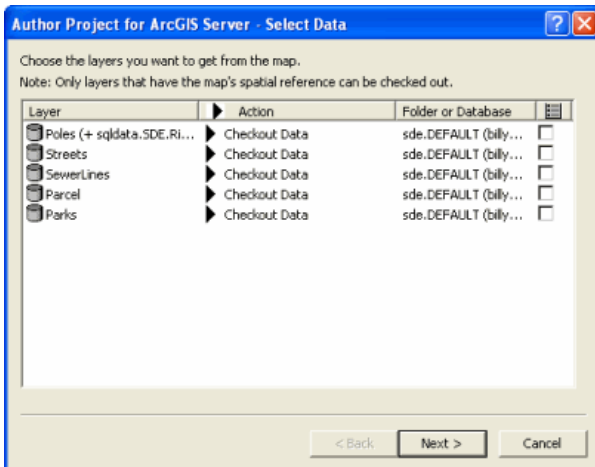 Author Project for ArcGIS Server - Select Data
Choose the layers you want to get from the map.
Note: Only layers that have the map's spatial reference can be checked out.
Layer Action Folder or Database
Poles (+ sqldata.SDE.Ri... Checkout Data sde.DEFAULT (billy...
Streets Checkout Data sde.DEFAULT (billy...
SewerLines Checkout Data sde.DEFAULT (billy...
Parcel Checkout Data sde.DEFAULT (billy...
Parks Checkout Data sde.DEFAULT (billy...
< Back Next > Cancel